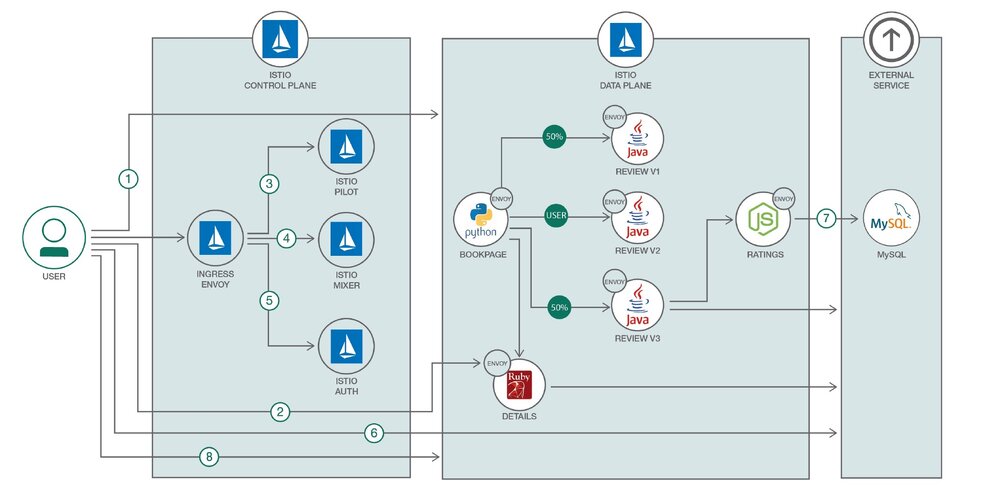 ISTIO
CONTROL PLANE
ISTIO
DATA PLANE
EXTERNAL
SERVICE
1
USER
INGRESS
ENVOY
3
4
5
ISTIO
PILOT
ISTIO
MIXER
ISTIO
AUTH
2
6
8
python
ENVOY
BOOKPAGE
50%
USER
50%
ENVOY
Java
REVIEW V1
ENVOY
Java
REVIEW V2
ENVOY
Java
REVIEW V3
ENVOY
Ruby
DETAILS
JS
ENVOY
RATINGS
7
MySQL
MySQL